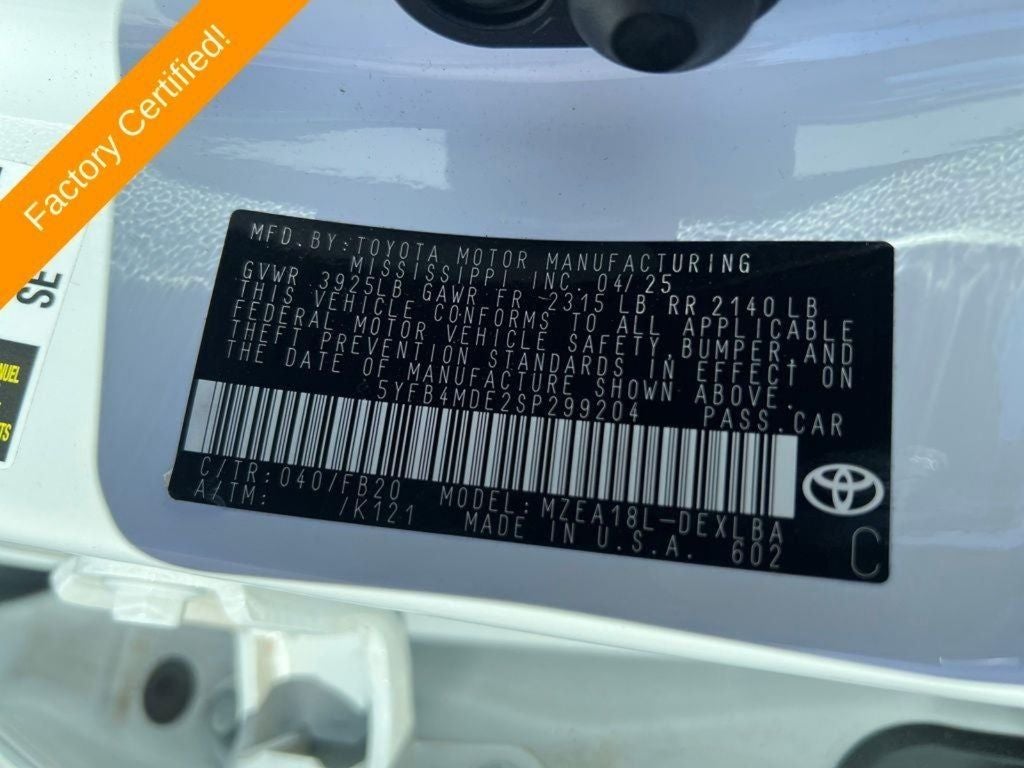 Factory Certified!
SE
NUEL
TS
MFD.BY:TOYOTA MOTOR MANUFACTURING
MISSISSIPPI,INC. 04/25
GVWR 3925LB GAWR FR 2315 LB RR 2140 LB
THIS VEHICLE CONFORMS TO ALL APPLICABLE
FEDERAL MOTOR VEHICLE SAFETY,BUMPER,AND
THEFT PREVENTION STANDARDS IN EFFECT ON
THE DATE OF MANUFACTURE SHOWN ABOVE.
5YFB4MDE2SP299204 PASS.CAR
C/TR:040/FB20 MODEL:MZEA18L-DEXLBA
A/TM: /K121 MADE IN U.S.A. 602
C